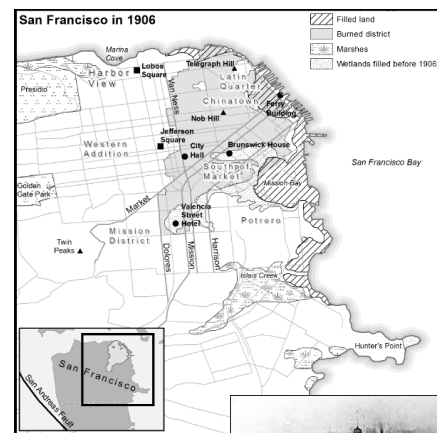 San Francisco in 1906
Filled land
Burned district
Marshes
Wetlands filled before 1906
Marina
Cove
Lobos
Square
Telegraph Hill
Harbor
View
Latin
Quarter
Presidio
Van Ness
Chinatown
Ferry
Building
Nob Hill
Jefferson
Square
Western
Addition
City
Hall
Brunswick House
San Francisco Bay
South of
Market
Mission Bay
Golden
Gate Park
Market
Valencia
Street
Hotel
Potrero
Mission
District
Twin
Peaks
Dolores
Mission
Harrison
Islais Creek
Hunter's Point
San Francisco
San Andreas Fault